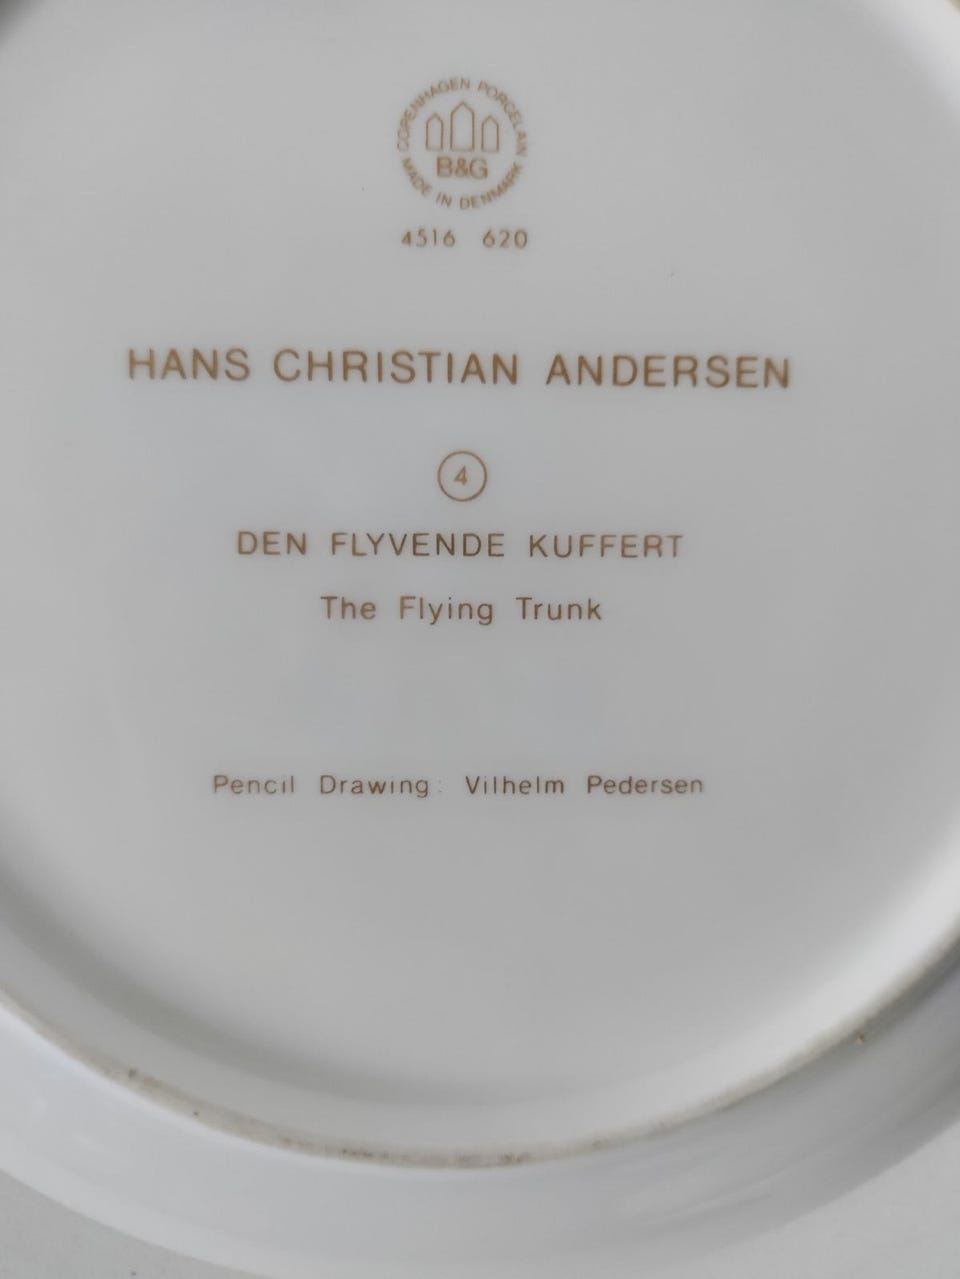 COPENHAGEN PORCELAIN
B&G
MADE IN DENMARK
4516 620
HANS CHRISTIAN ANDERSEN
4
DEN FLYVENDE KUFFERT
The Flying Trunk
Pencil Drawing: Vilhelm Pedersen